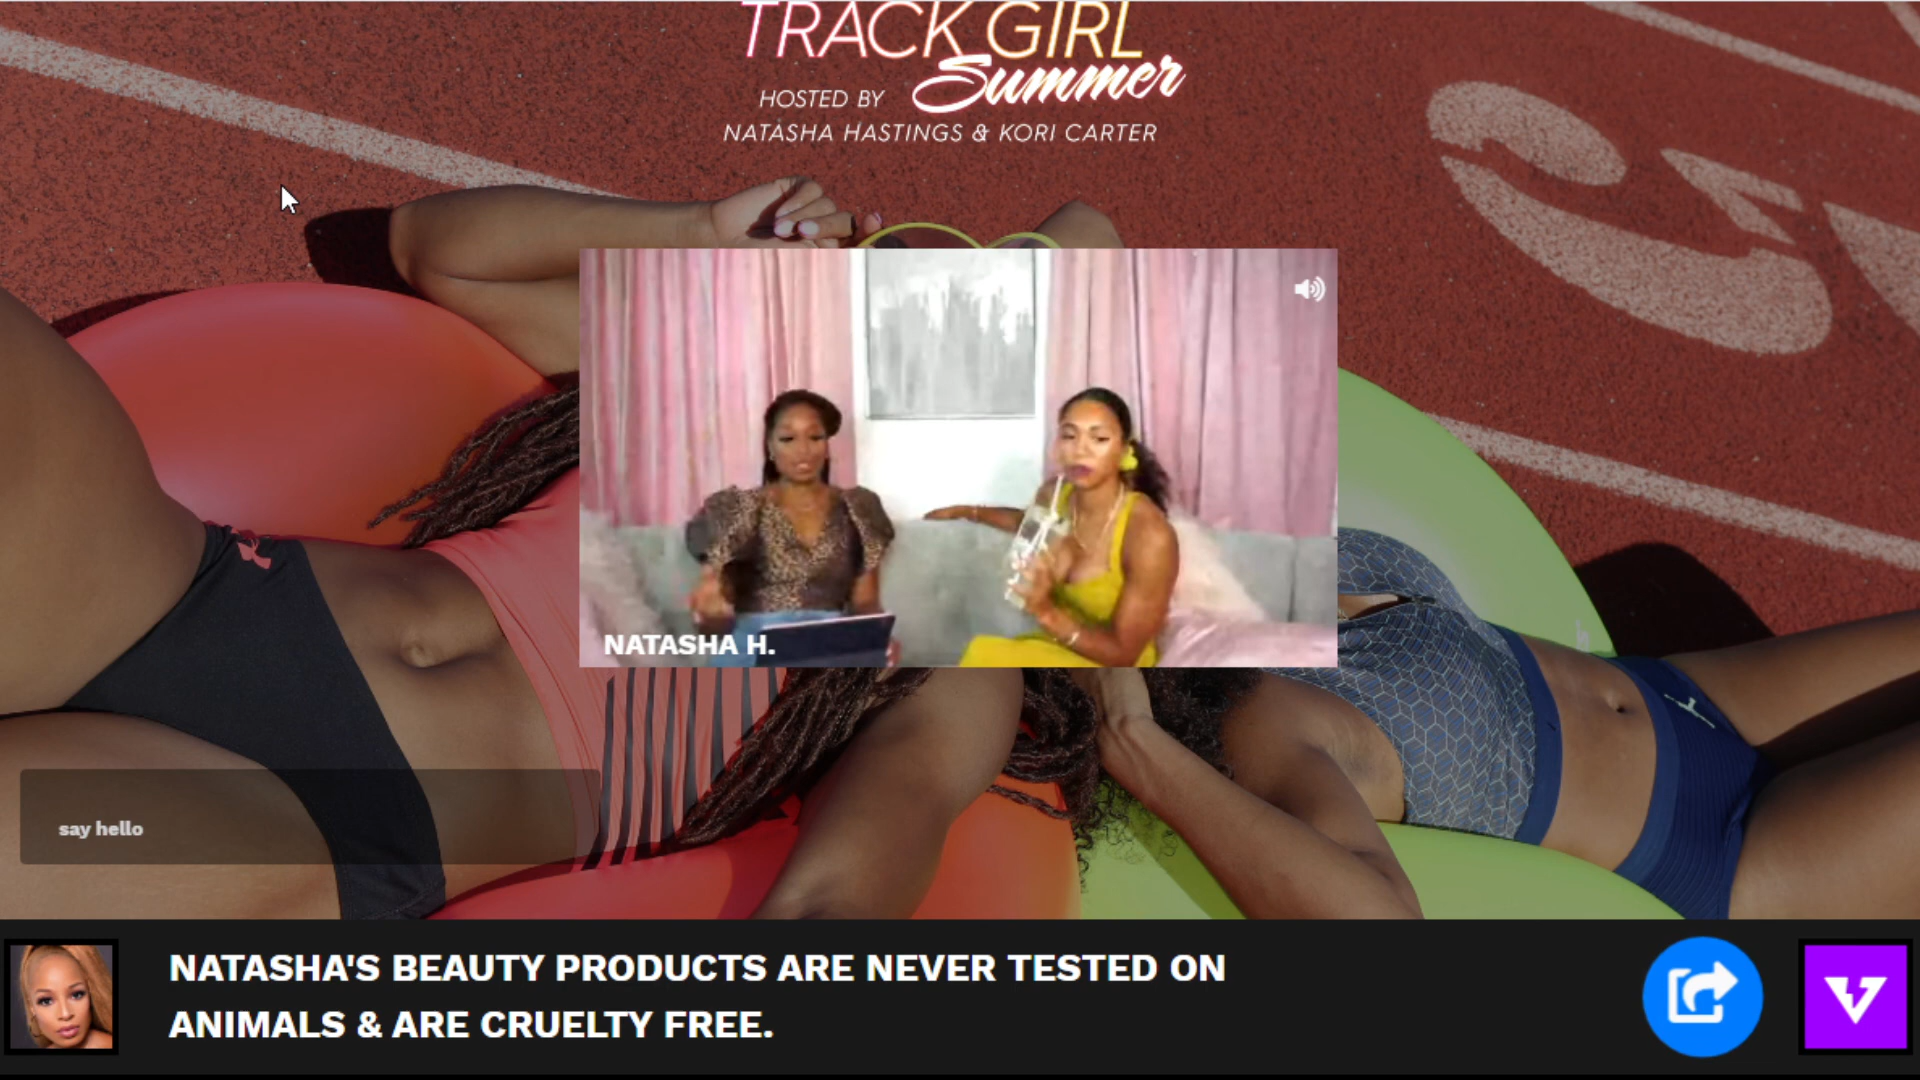 TRACK GIRL
Summer
HOSTED BY
NATASHA HASTINGS & KORI CARTER
NATASHA H.
say hello
NATASHA'S BEAUTY PRODUCTS ARE NEVER TESTED ON
ANIMALS & ARE CRUELTY FREE.